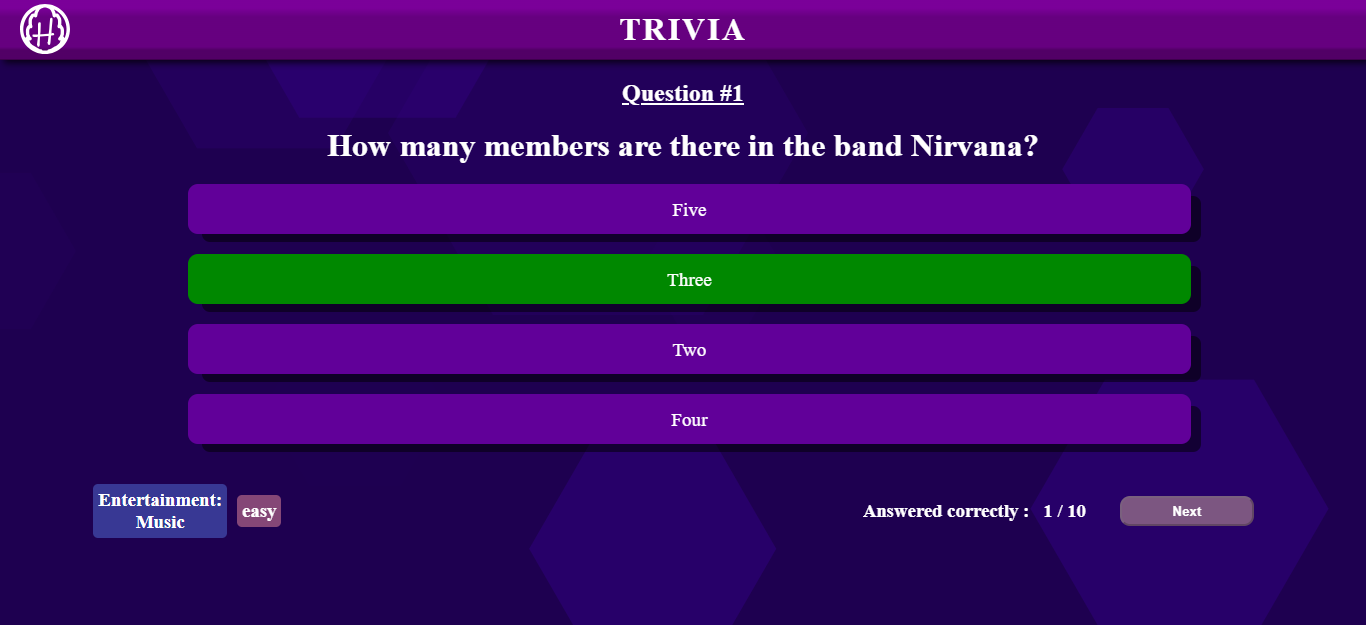 H
TRIVIA
Question #1
How many members are there in the band Nirvana?
Five
Three
Two
Four
Entertainment:
Music
easy
Answered correctly : 1 / 10
Next